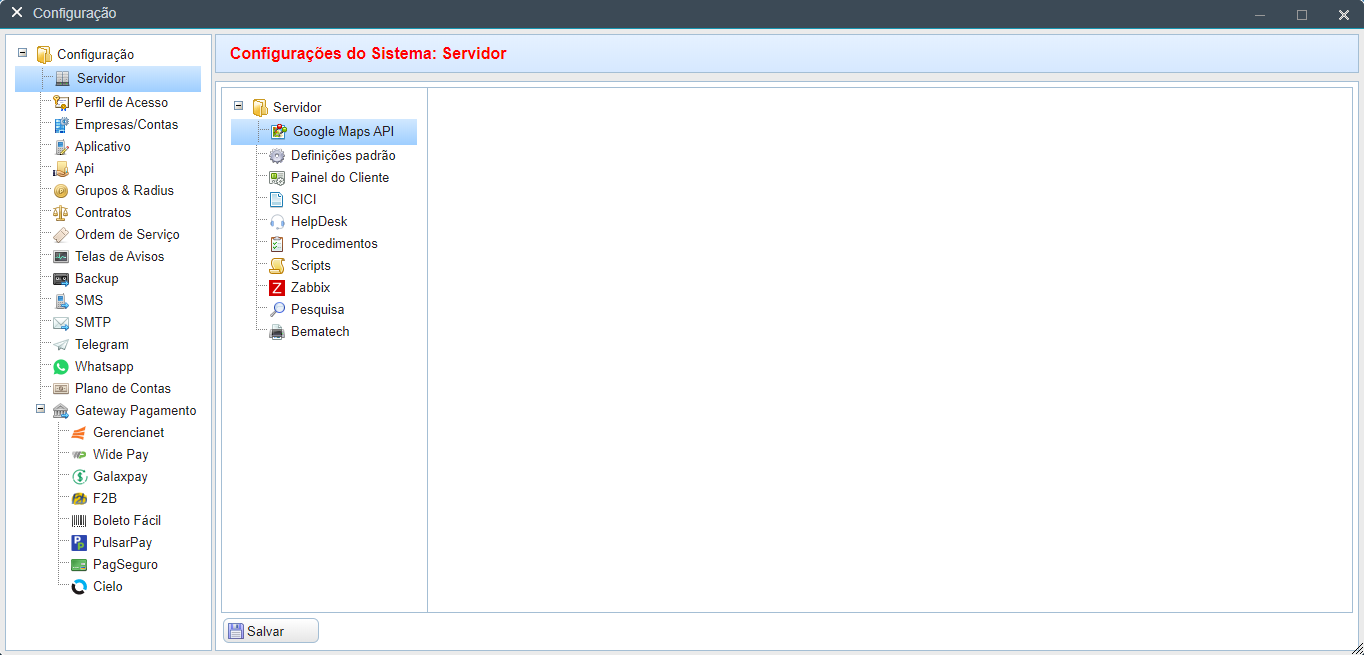 Configuração
Configuração
Servidor
Perfil de Acesso
Empresas/Contas
Aplicativo
Api
Grupos & Radius
Contratos
Ordem de Serviço
Telas de Avisos
Backup
SMS
SMTP
Telegram
Whatsapp
Plano de Contas
Gateway Pagamento
Gerencianet
Wide Pay
Galaxpay
F2B
Boleto Fácil
PulsarPay
PagSeguro
Cielo
Configurações do Sistema: Servidor
Servidor
Google Maps API
Definições padrão
Painel do Cliente
SICI
HelpDesk
Procedimentos
Scripts
Z Zabbix
Pesquisa
Bematech
Salvar